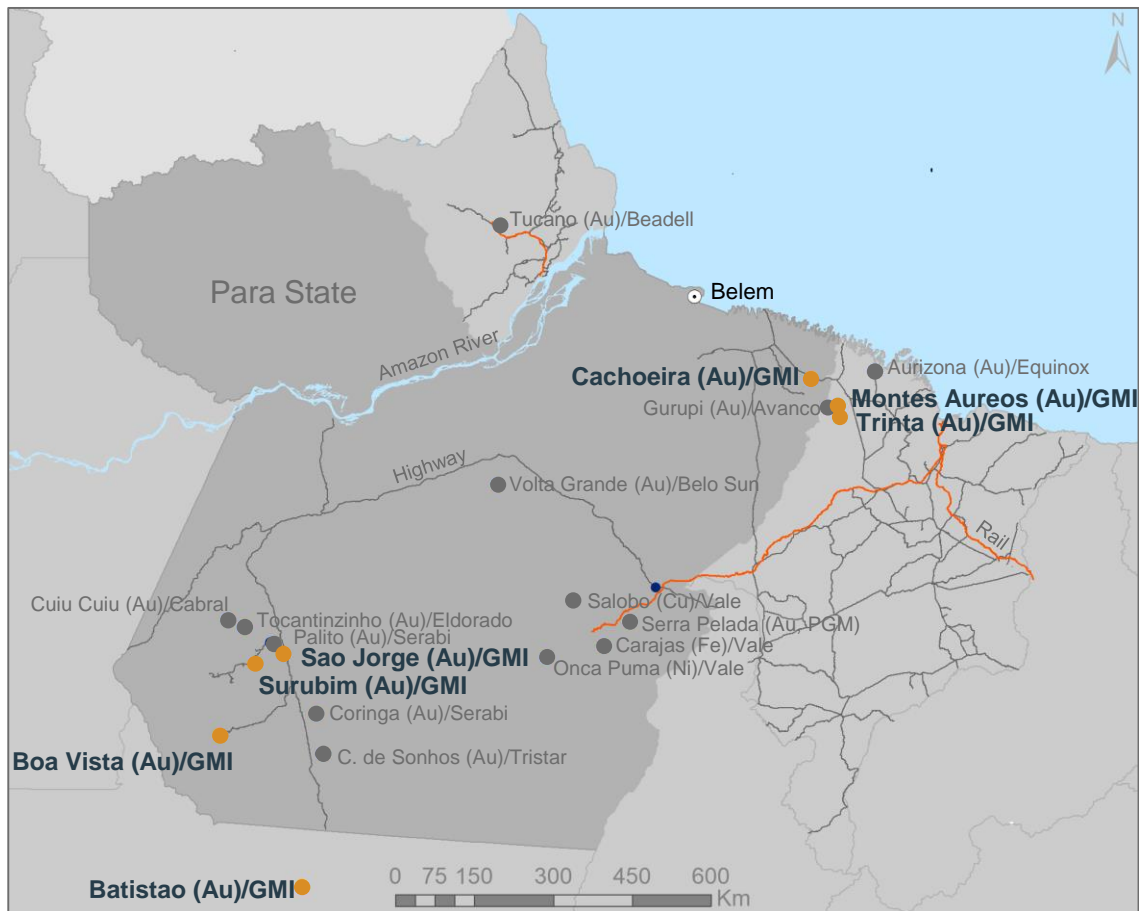 N
Tucano (Au)/Beadell
Para State
Belem
Amazon River
Aurizona (Au)/Equinox
Cachoeira (Au)/GMI
Montes Aureos (Au)/GMI
Gurupi (Au)/Avanco
Trinta (Au)/GMI
Highway
Volta Grande (Au)/Belo Sun
Rail
Cuiu Cuiu (Au)/Cabral
Salobo (Cu)/Vale
Tocantinzinho (Au)/Eldorado
Serra Pelada (Au, PGM)
Palito (Au)/Serabi
Carajas (Fe)/Vale
Sao Jorge (Au)/GMI
Onca Puma (Ni)/Vale
Surubim (Au)/GMI
Coringa (Au)/Serabi
Boa Vista (Au)/GMI
C. de Sonhos (Au)/Tristar
Batistao (Au)/GMI
0 75 150 300 450 600
Km